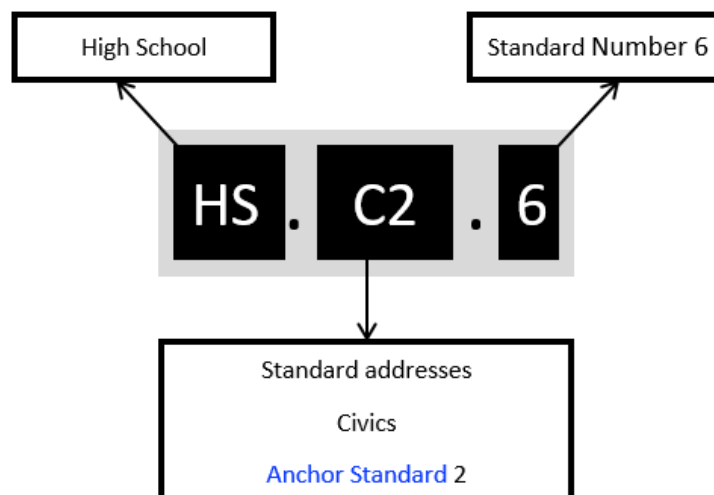 High School
Standard Number 6
HS . C2 . 6
Standard addresses
Civics
Anchor Standard 2